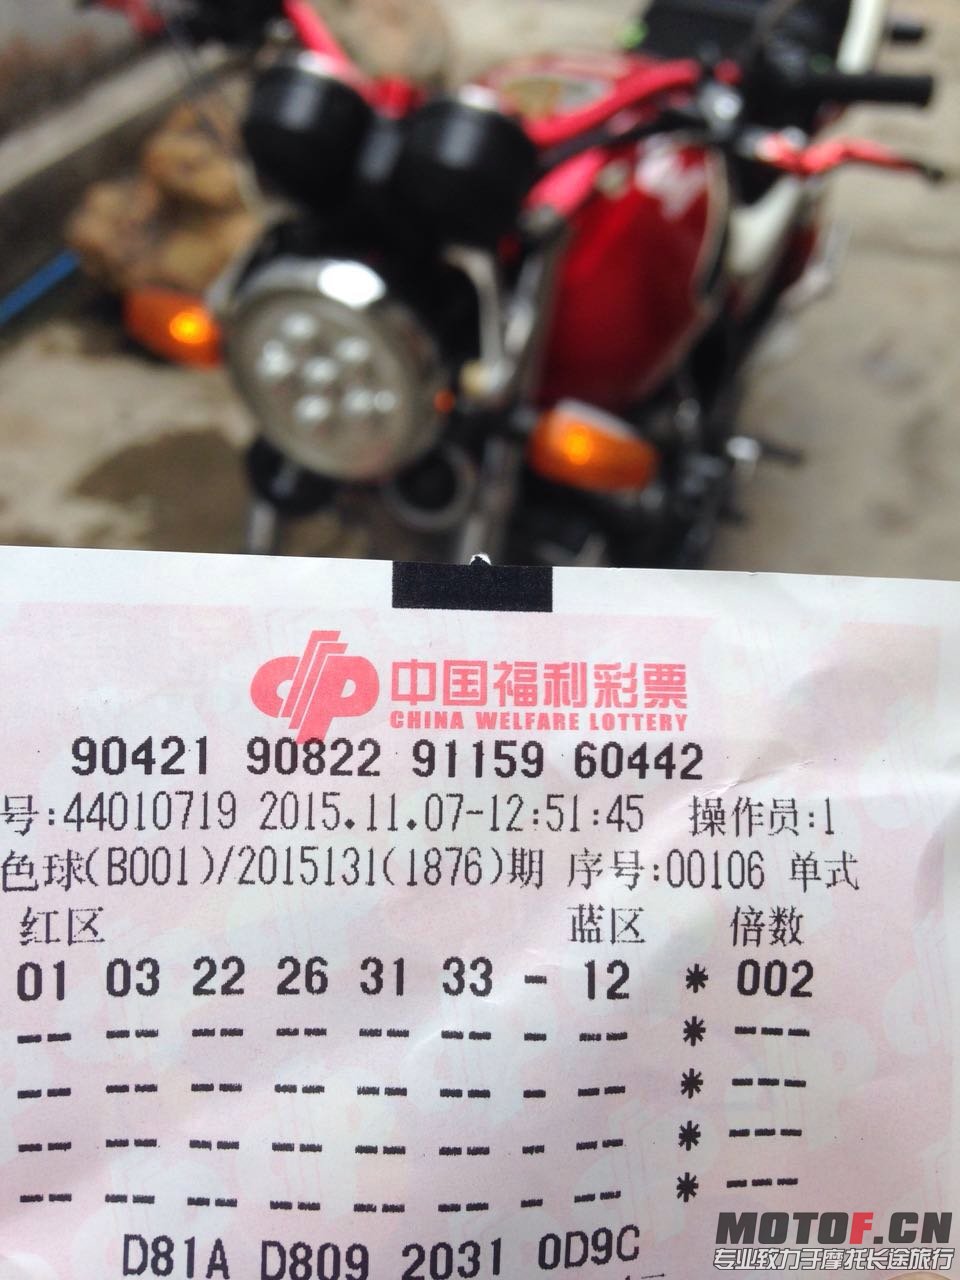 中国福利彩票
CHINA WELFARE LOTTERY
90421 90822 91159 60442
号:44010719 2015.11.07-12:51:45 操作员:1
色球(B001)/2015131(1876)期 序号:00106 单式
红区 蓝区 倍数
01 03 22 26 31 33 - 12 * 002
-- -- -- -- -- -- - -- * ---
-- -- -- -- -- -- - -- * ---
-- -- -- -- -- -- - -- * ---
-- -- -- -- -- -- - -- * ---
D81A D809 2031 0D9C
MOTOF.CN
专业致力于摩托长途旅行